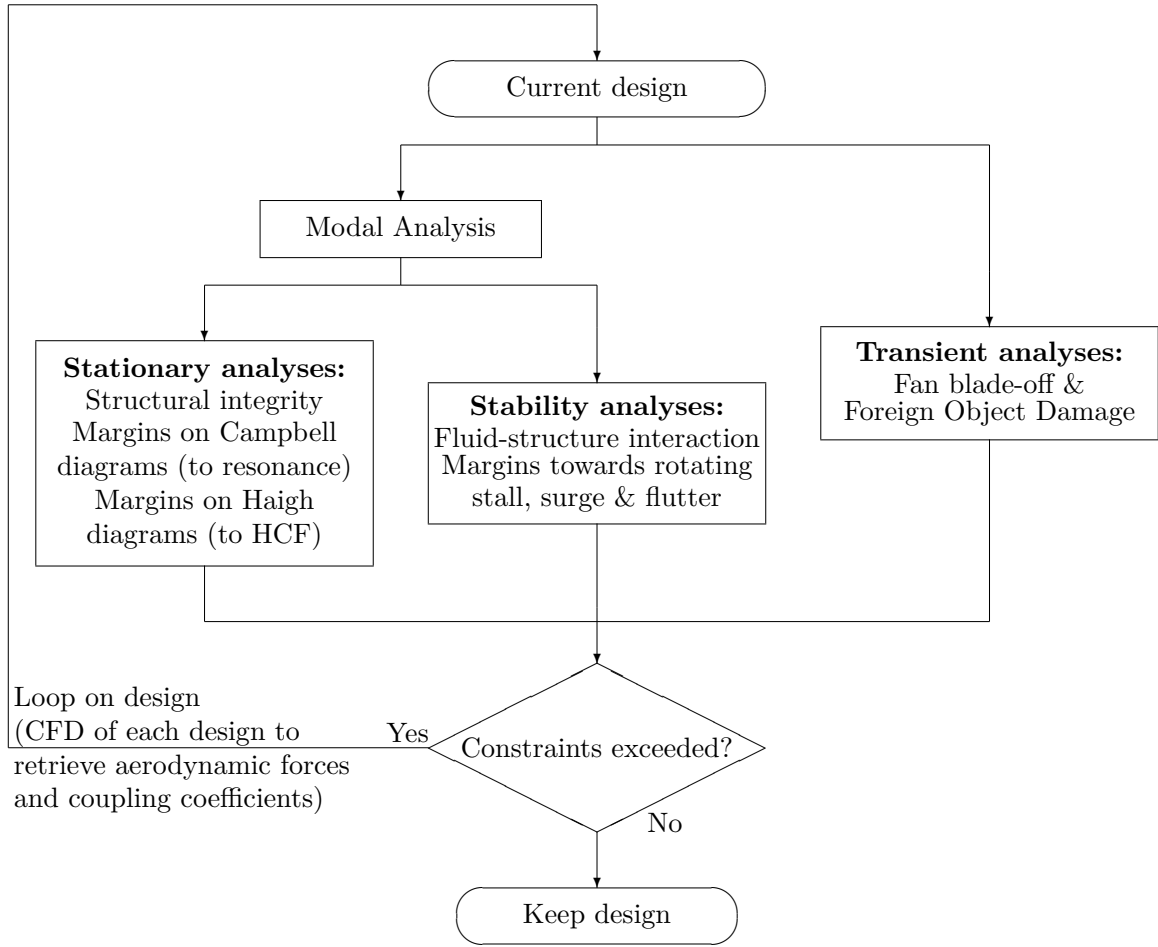 Current design
Modal Analysis
Stationary analyses:
Structural integrity
Margins on Campbell
diagrams (to resonance)
Margins on Haigh
diagrams (to HCF)
Stability analyses:
Fluid-structure interaction
Margins towards rotating
stall, surge & flutter
Transient analyses:
Fan blade-off &
Foreign Object Damage
Loop on design
(CFD of each design to
retrieve aerodynamic forces
and coupling coefficients)
Yes
Constraints exceeded?
No
Keep design